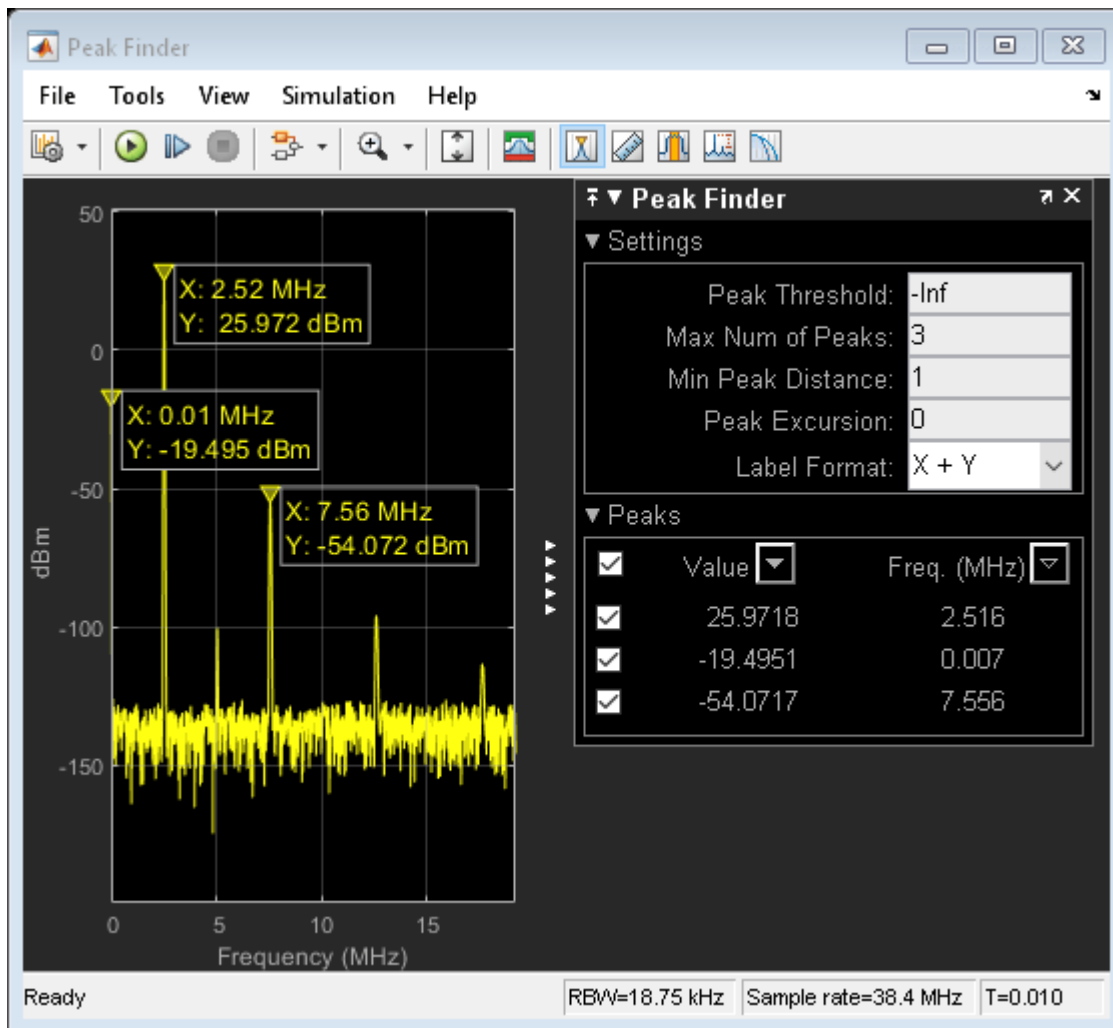 Peak Finder
File Tools View Simulation Help
50
0
-50
-100
-150
dBm
X: 2.52 MHz
Y: 25.972 dBm
X: 0.01 MHz
Y: -19.495 dBm
X: 7.56 MHz
Y: -54.072 dBm
0 5 10 15
Frequency (MHz)
Peak Finder
Settings
Peak Threshold: -Inf
Max Num of Peaks: 3
Min Peak Distance: 1
Peak Excursion: 0
Label Format: X + Y
Peaks
Value Freq. (MHz)
25.9718 2.516
-19.4951 0.007
-54.0717 7.556
Ready RBW=18.75 kHz Sample rate=38.4 MHz T=0.010